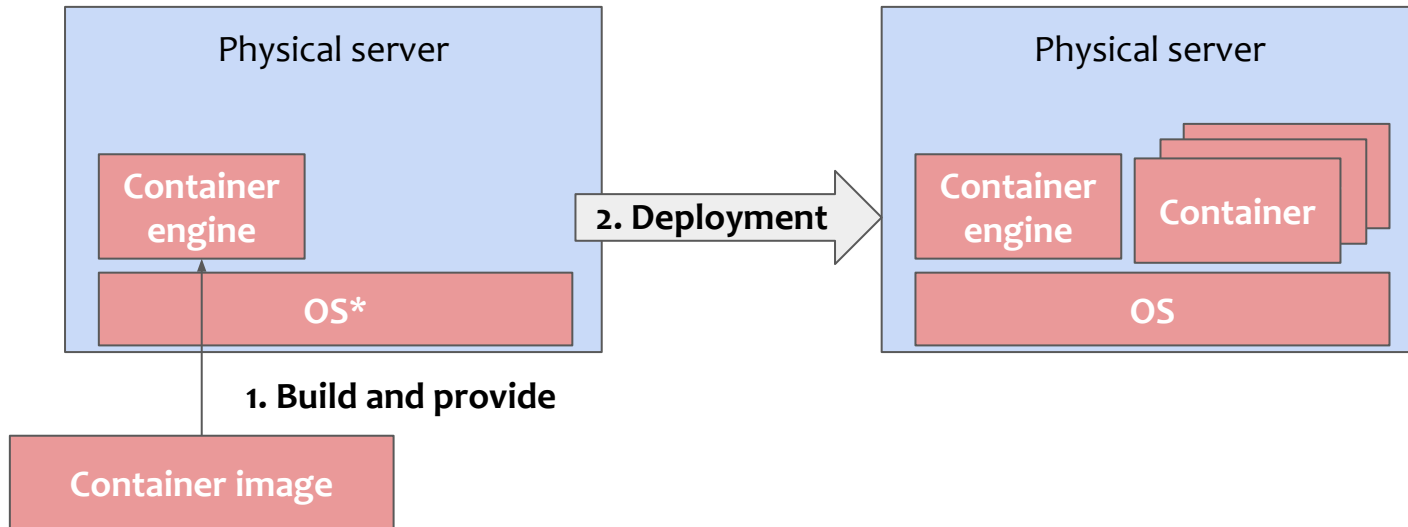 Physical server
Physical server
Container
engine
2. Deployment
Container
engine
Container
OS*
OS
1. Build and provide
Container image